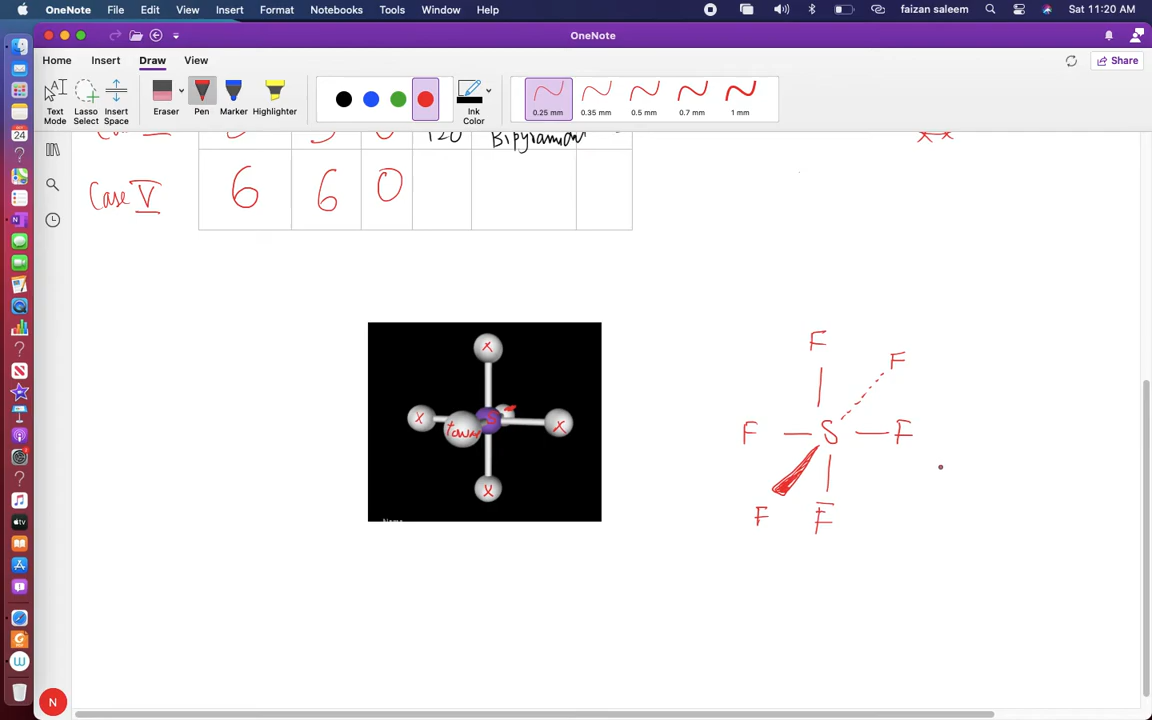 OneNote File Edit View Insert Format Notebooks Tools Window Help faizan saleem Sat 11:20 AM
OneNote
Home Insert Draw View Share
Text Mode Lasso Select Insert Space Eraser Pen Marker Highlighter Ink Color 0.25 mm 0.35 mm 0.5 mm 0.7 mm 1 mm
120 Bipyramidal
Case V 6 6 0
F
X F
X S X F S F
towa
X F F
N